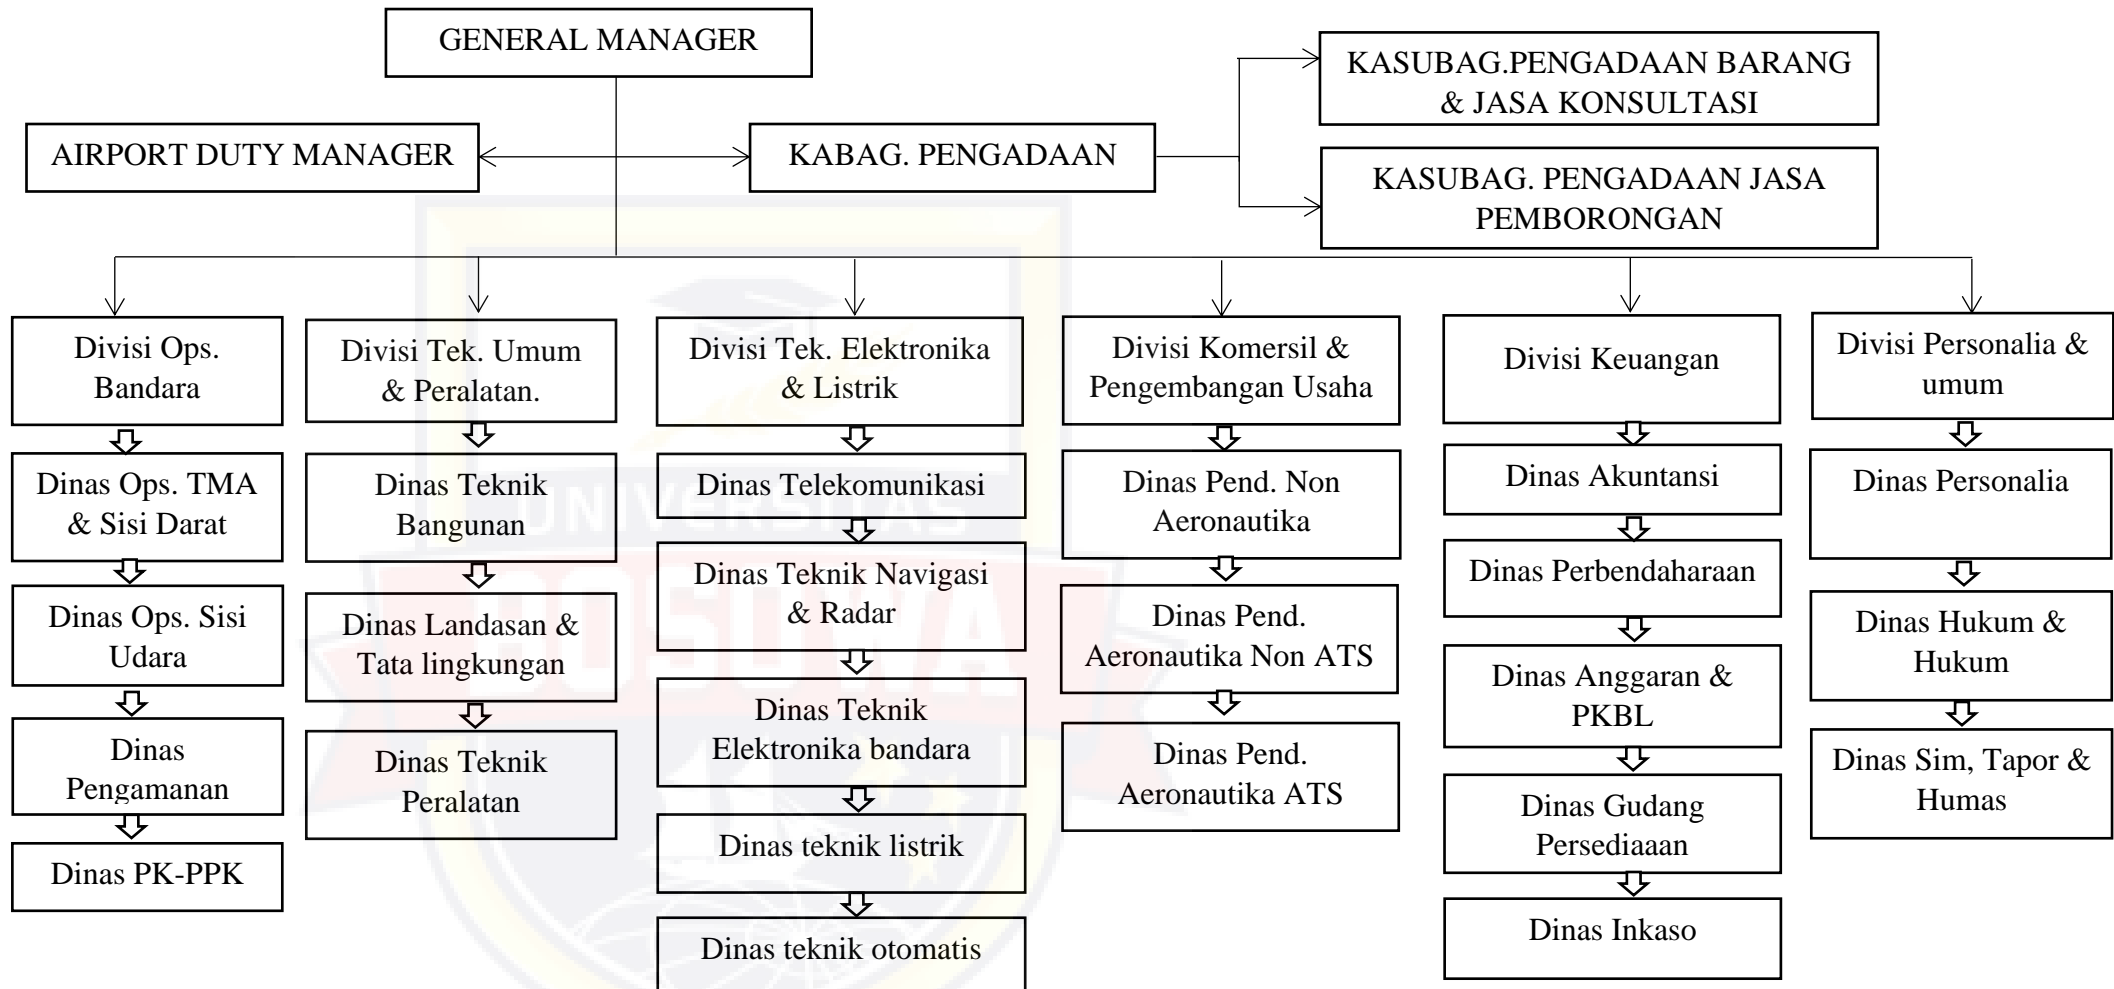 GENERAL MANAGER
KASUBAG.PENGADAAN BARANG
& JASA KONSULTASI
AIRPORT DUTY MANAGER
KABAG. PENGADAAN
KASUBAG. PENGADAAN JASA
PEMBORONGAN
Divisi Ops.
Bandara
Dinas Ops. TMA
& Sisi Darat
Dinas Ops. Sisi
Udara
Dinas
Pengamanan
Dinas PK-PPK
Divisi Tek. Umum
& Peralatan.
Dinas Teknik
Bangunan
Dinas Landasan &
Tata lingkungan
Dinas Teknik
Peralatan
Divisi Tek. Elektronika
& Listrik
Dinas Telekomunikasi
Dinas Teknik Navigasi
& Radar
Dinas Teknik
Elektronika bandara
Dinas teknik listrik
Dinas teknik otomatis
Divisi Komersil &
Pengembangan Usaha
Dinas Pend. Non
Aeronautika
Dinas Pend.
Aeronautika Non ATS
Dinas Pend.
Aeronautika ATS
Divisi Keuangan
Dinas Akuntansi
Dinas Perbendaharaan
Dinas Anggaran &
PKBL
Dinas Gudang
Persediaaan
Dinas Inkaso
Divisi Personalia &
umum
Dinas Personalia
Dinas Hukum &
Hukum
Dinas Sim, Tapor &
Humas
UNIVERSITAS
BOSOWA